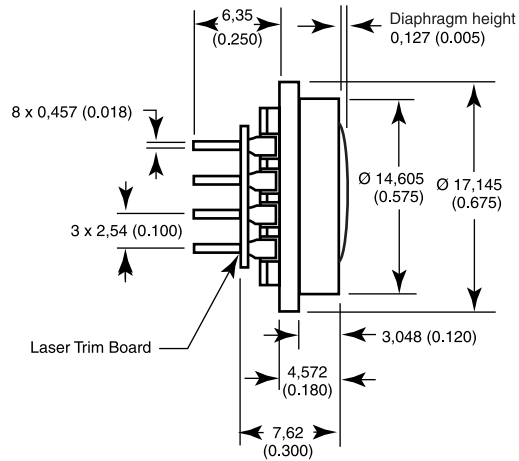 6,35
(0.250)
Diaphragm height
0,127 (0.005)
8 x 0,457 (0.018)
Ø 14,605
(0.575)
Ø 17,145
(0.675)
3 x 2,54 (0.100)
Laser Trim Board
3,048 (0.120)
4,572
(0.180)
7,62
(0.300)